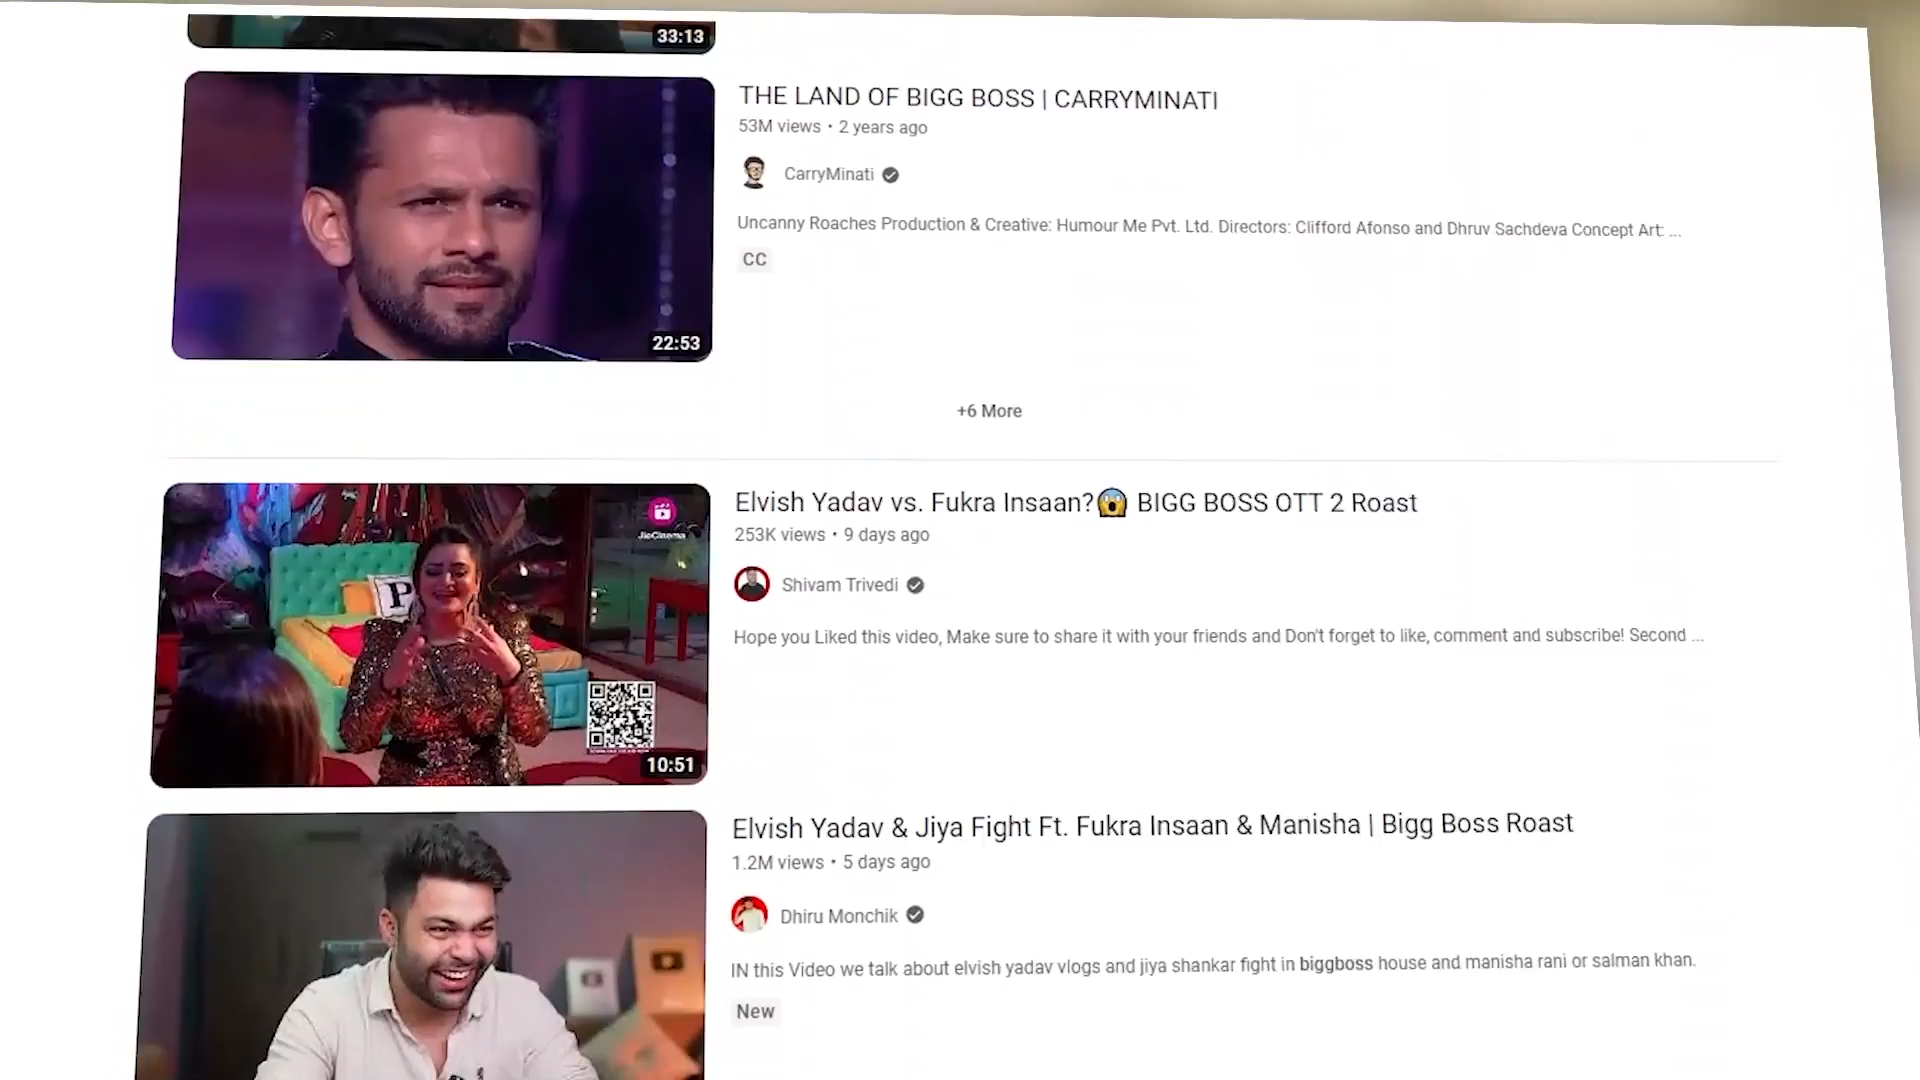 33:13
THE LAND OF BIGG BOSS | CARRYMINATI
53M views • 2 years ago
CarryMinati
Uncanny Roaches Production & Creative: Humour Me Pvt. Ltd. Directors: Clifford Afonso and Dhruv Sachdeva Concept Art: ...
CC
22:53
+6 More
Elvish Yadav vs. Fukra Insaan?😱 BIGG BOSS OTT 2 Roast
253K views • 9 days ago
JioCinema
Shivam Trivedi
P
Hope you Liked this video, Make sure to share it with your friends and Don't forget to like, comment and subscribe! Second ...
10:51
Elvish Yadav & Jiya Fight Ft. Fukra Insaan & Manisha | Bigg Boss Roast
1.2M views • 5 days ago
Dhiru Monchik
IN this Video we talk about elvish yadav vlogs and jiya shankar fight in biggboss house and manisha rani or salman khan.
New